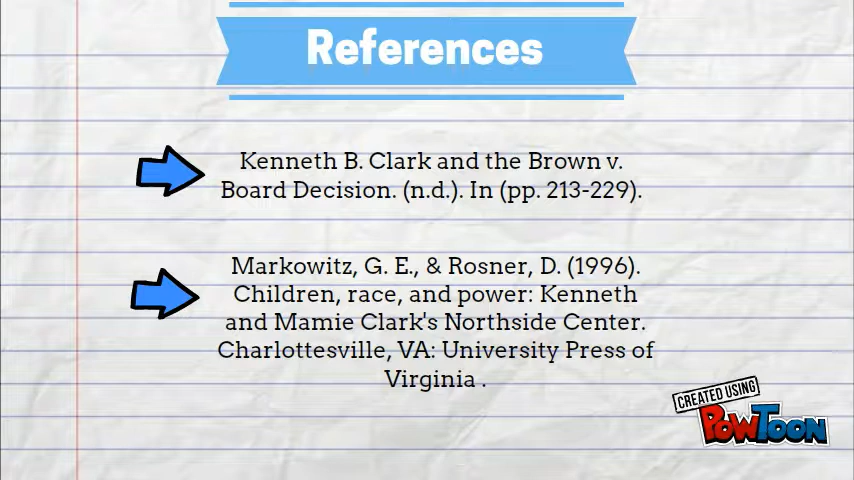 References
Kenneth B. Clark and the Brown v.
Board Decision. (n.d.). In (pp. 213-229).
Markowitz, G. E., & Rosner, D. (1996).
Children, race, and power: Kenneth
and Mamie Clark's Northside Center.
Charlottesville, VA: University Press of
Virginia .
CREATED USING
POWTOON